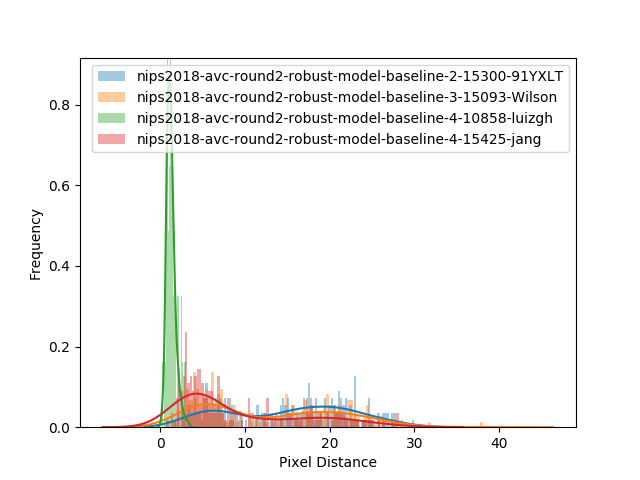 nips2018-avc-round2-robust-model-baseline-2-15300-91YXLT
nips2018-avc-round2-robust-model-baseline-3-15093-Wilson
nips2018-avc-round2-robust-model-baseline-4-10858-luizgh
nips2018-avc-round2-robust-model-baseline-4-15425-jang
0.8
0.6
0.4
0.2
0.0
Frequency
0 10 20 30 40
Pixel Distance